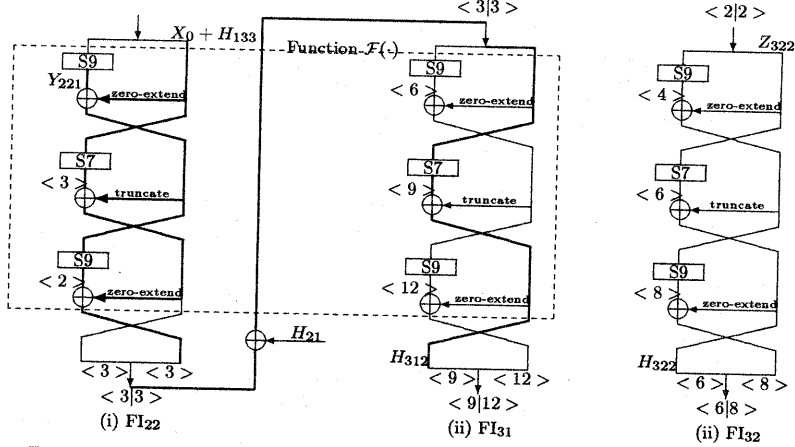 < 3|3 >
< 2|2 >
X₀ + H₁₃₃
Function F(·)
Z₃₂₂
S9
Y₂₂₁
zero-extend
S9
< 6 >
zero-extend
S9
< 4 >
zero-extend
S7
< 3 >
truncate
S7
< 9 >
truncate
S7
< 6 >
truncate
S9
< 2 >
zero-extend
S9
< 12 >
zero-extend
S9
< 8 >
zero-extend
H₂₁
H₃₁₂
H₃₂₂
< 3 > < 3 >
< 3|3 >
(i) FI₂₂
< 9 > < 12 >
< 9|12 >
(ii) FI₃₁
< 6 > < 8 >
< 6|8 >
(ii) FI₃₂